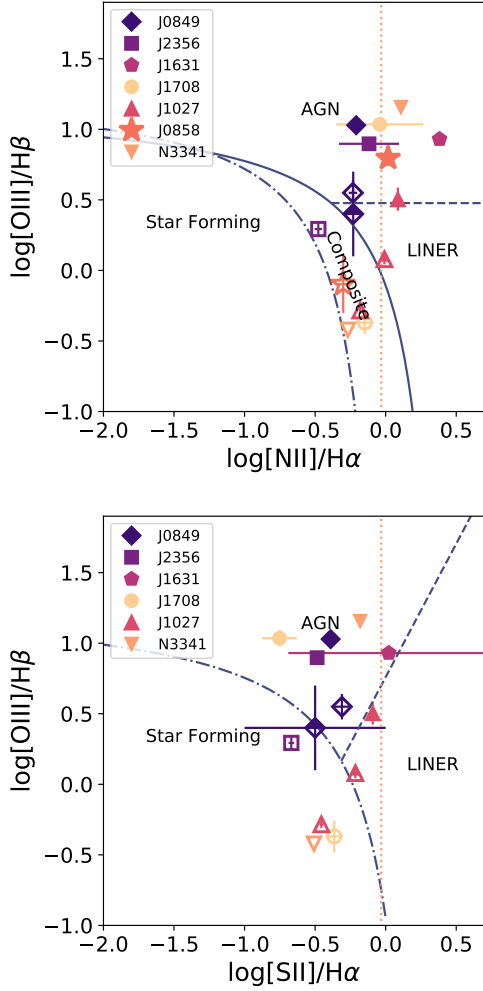 J0849
J2356
J1631
J1708
J1027
J0858
N3341
AGN
Star Forming
Composite
LINER
1.5
1.0
0.5
0.0
−0.5
−1.0
log[OIII]/Hβ
−2.0 −1.5 −1.0 −0.5 0.0 0.5
log[NII]/Hα
J0849
J2356
J1631
J1708
J1027
N3341
AGN
Star Forming
LINER
1.5
1.0
0.5
0.0
−0.5
−1.0
log[OIII]/Hβ
−2.0 −1.5 −1.0 −0.5 0.0 0.5
log[SII]/Hα